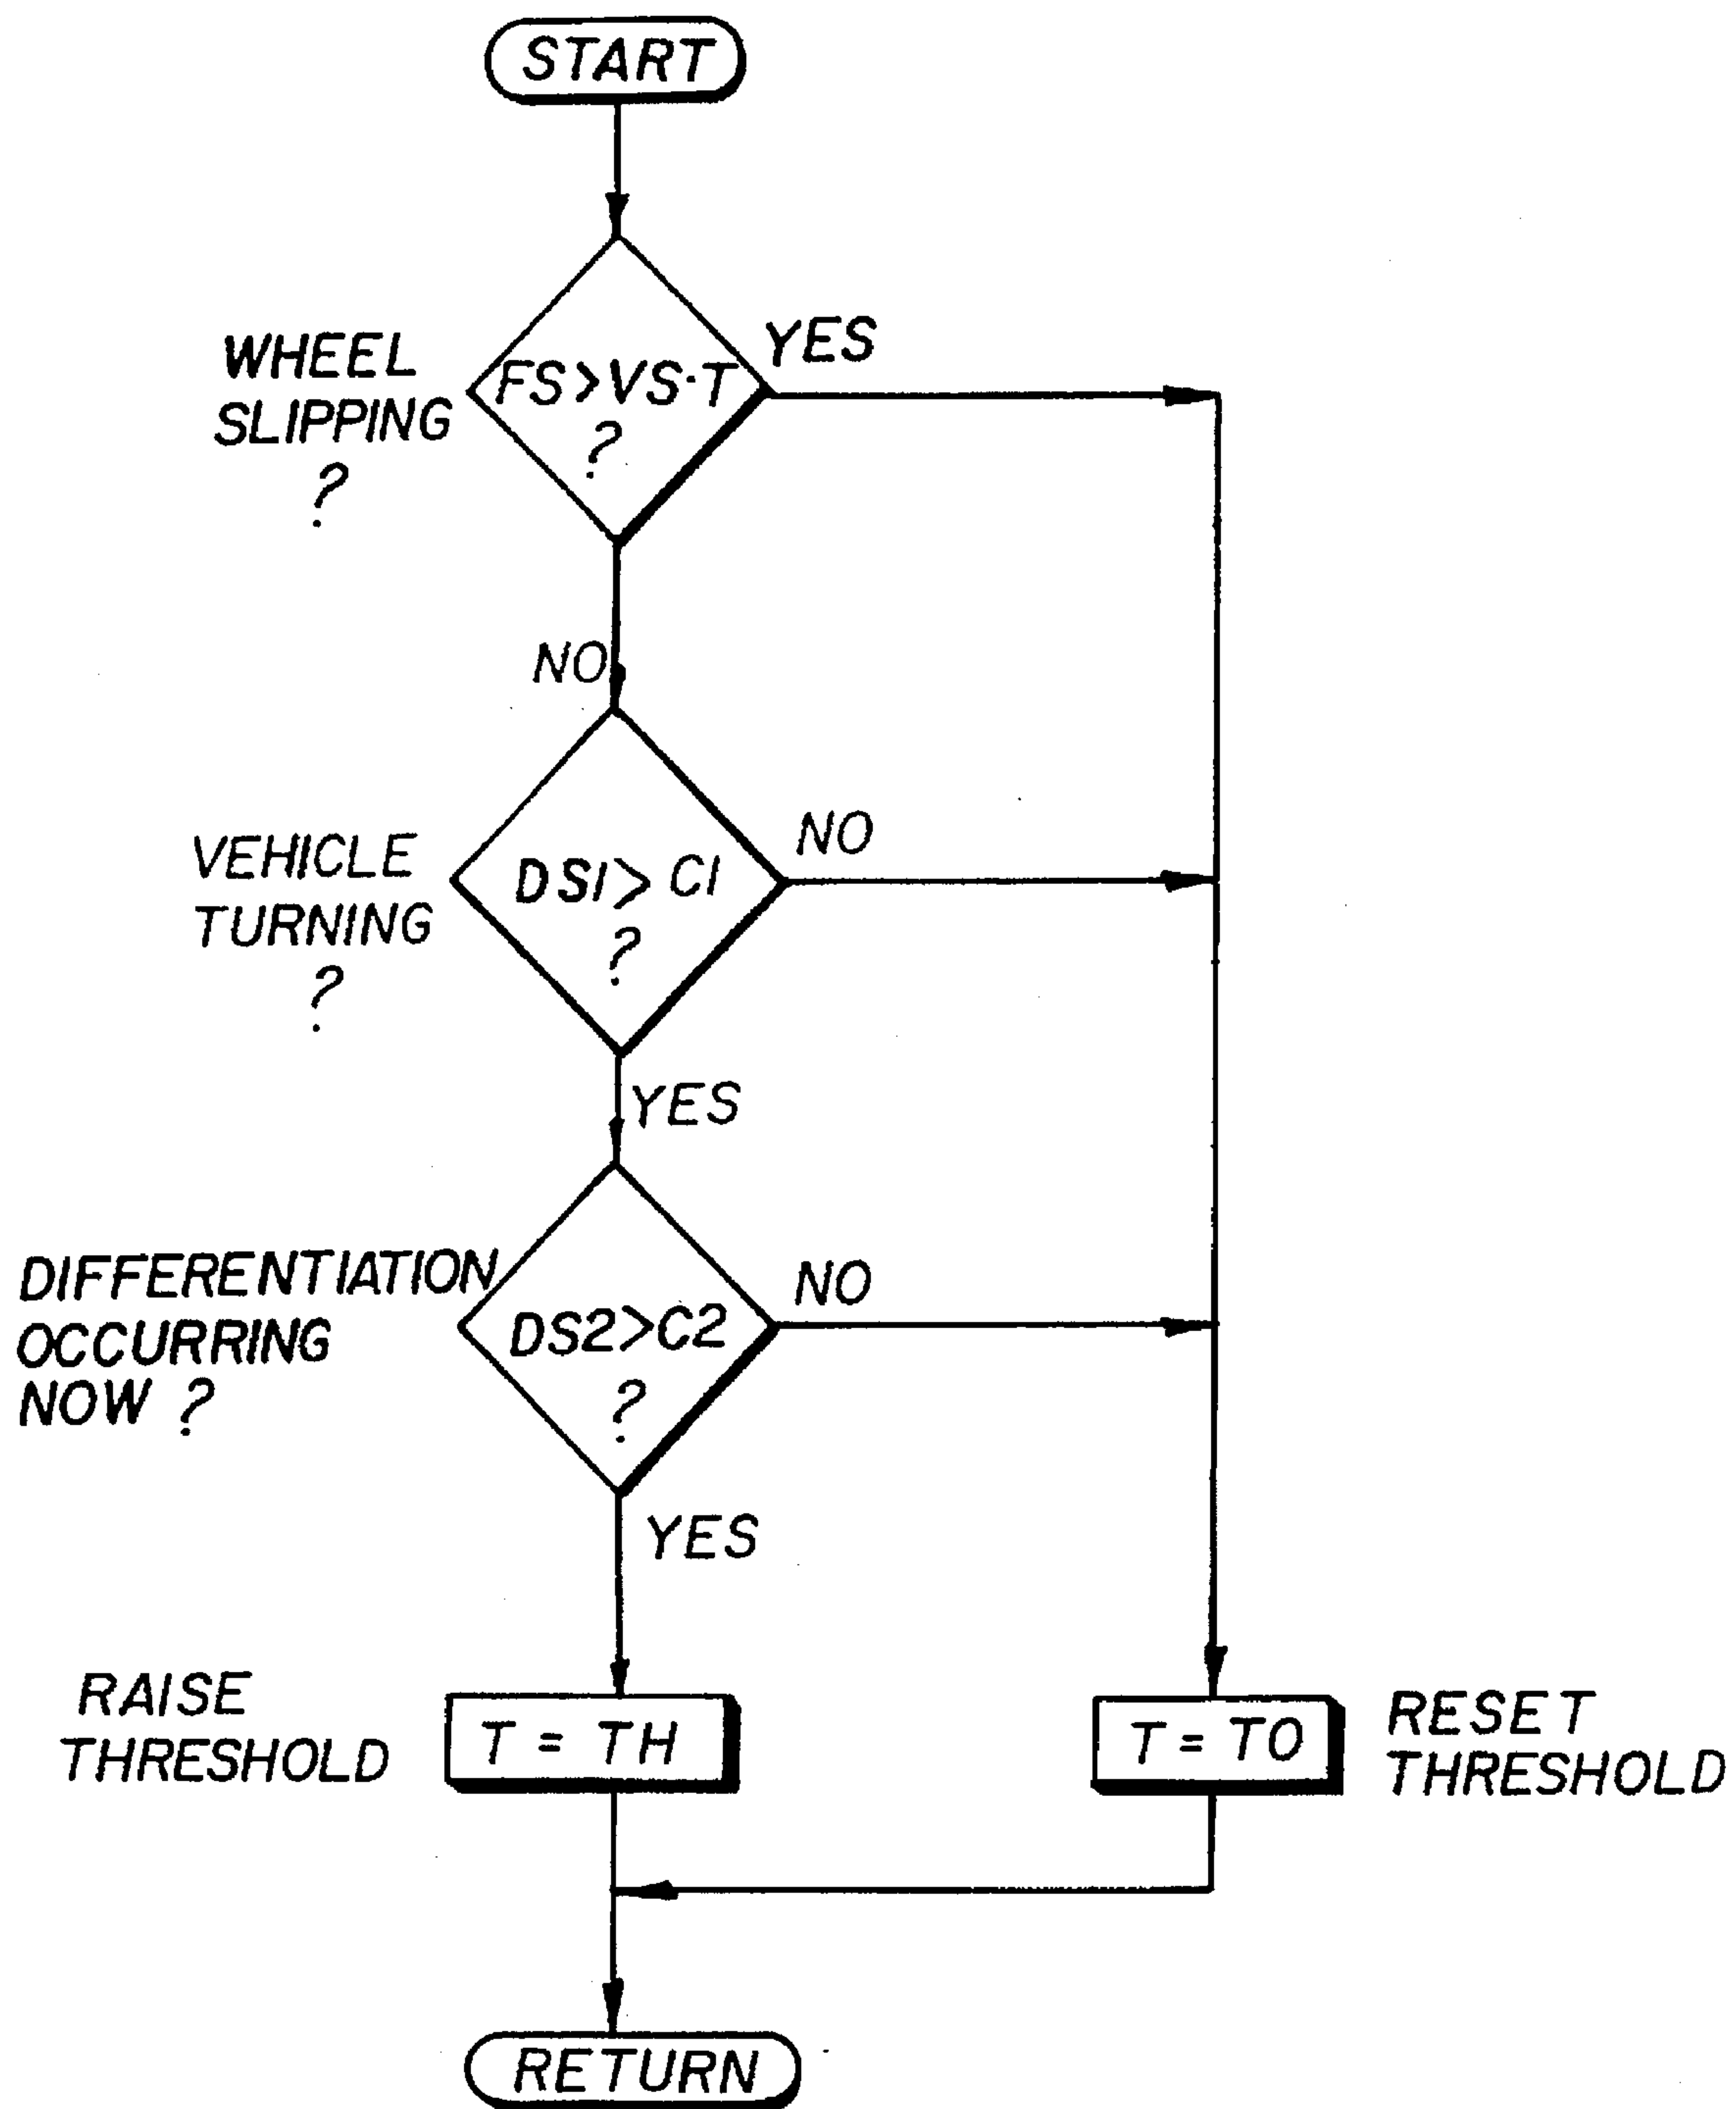 START
WHEEL
SLIPPING
?
FS>VS·T
?
YES
NO
VEHICLE
TURNING
?
DS1> C1
?
NO
YES
DIFFERENTIATION
OCCURRING
NOW ?
DS2>C2
?
NO
YES
RAISE
THRESHOLD
T = TH
T = TO
RESET
THRESHOLD
RETURN